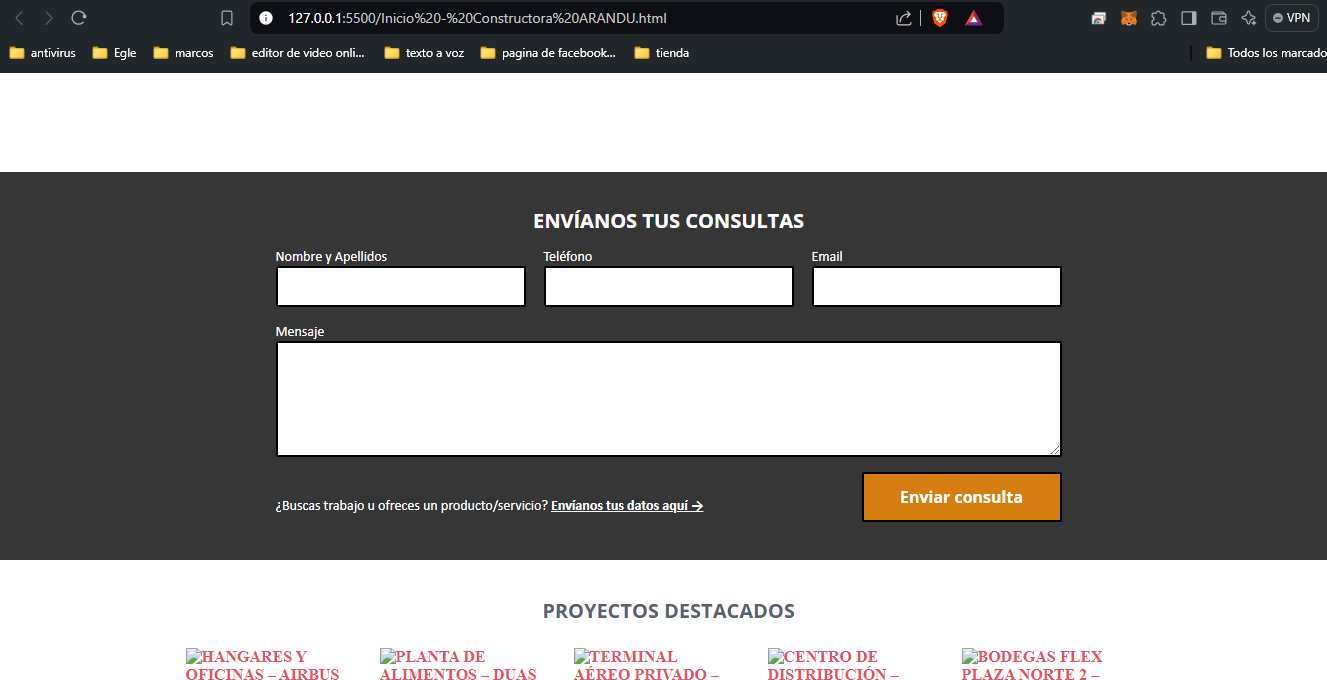 127.0.0.1:5500/Inicio%20-%20Constructora%20ARANDU.html
VPN
antivirus
Egle
marcos
editor de video onli...
texto a voz
pagina de facebook...
tienda
Todos los marcado
ENVÍANOS TUS CONSULTAS
Nombre y Apellidos
Teléfono
Email
Mensaje
¿Buscas trabajo u ofreces un producto/servicio? Envíanos tus datos aquí →
Enviar consulta
PROYECTOS DESTACADOS
HANGARES Y
OFICINAS – AIRBUS
PLANTA DE
ALIMENTOS – DUAS
TERMINAL
AÉREO PRIVADO –
CENTRO DE
DISTRIBUCIÓN –
BODEGAS FLEX
PLAZA NORTE 2 –